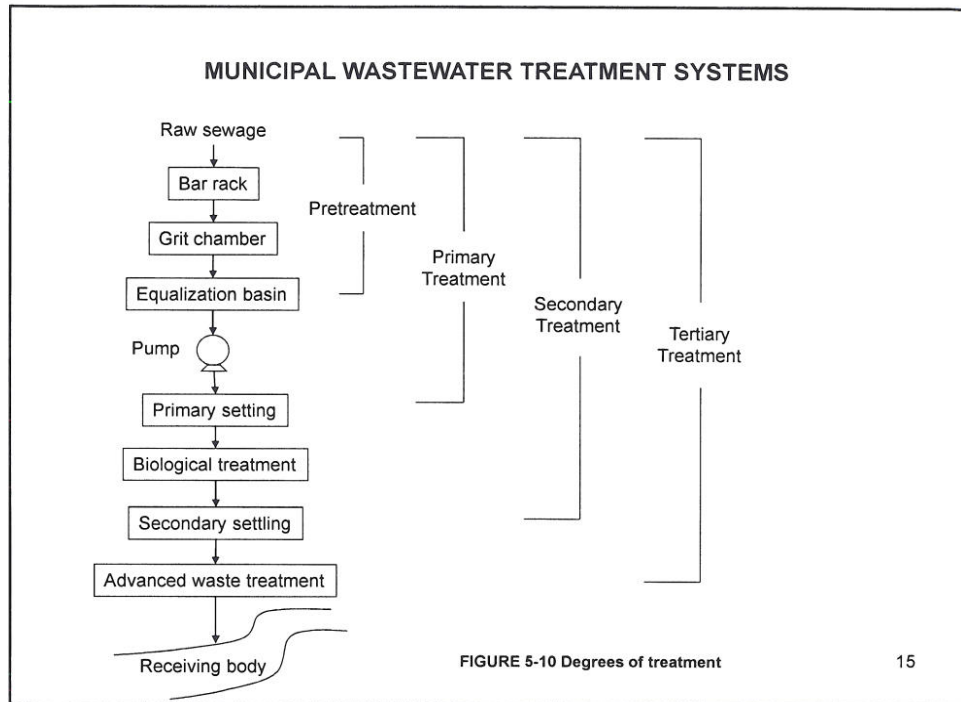 MUNICIPAL WASTEWATER TREATMENT SYSTEMS
Raw sewage
Bar rack
Grit chamber
Equalization basin
Pump
Primary setting
Biological treatment
Secondary settling
Advanced waste treatment
Receiving body
Pretreatment
Primary
Treatment
Secondary
Treatment
Tertiary
Treatment
FIGURE 5-10 Degrees of treatment
15